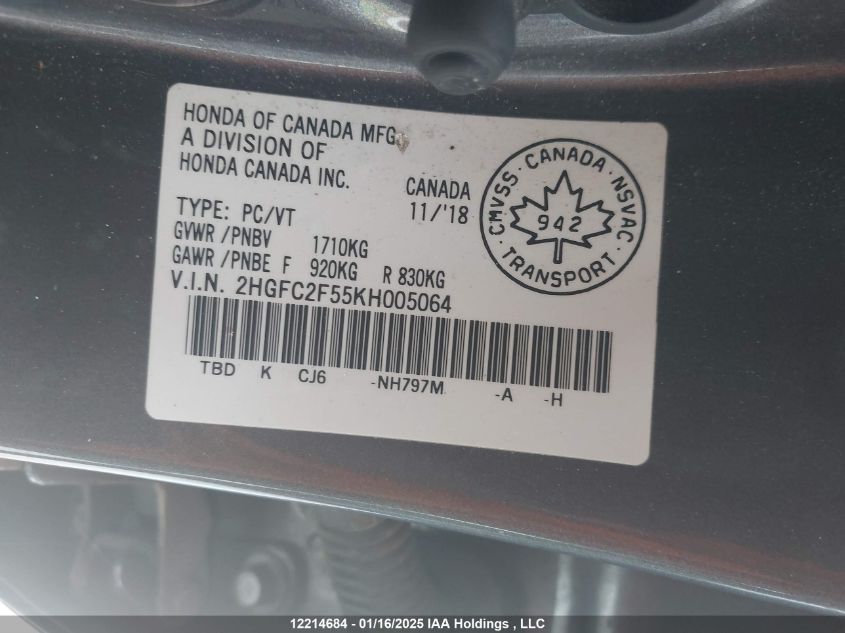 HONDA OF CANADA MFG.
A DIVISION OF
HONDA CANADA INC.
CANADA
11/'18
TYPE: PC/VT
GVWR /PNBV 1710KG
GAWR /PNBE F 920KG R 830KG
V.I.N. 2HGFC2F55KH005064
TBD K CJ6 -NH797M -A -H
CMVSS · CANADA · NSVAC · TRANSPORT ·
942
12214684 - 01/16/2025 IAA Holdings , LLC